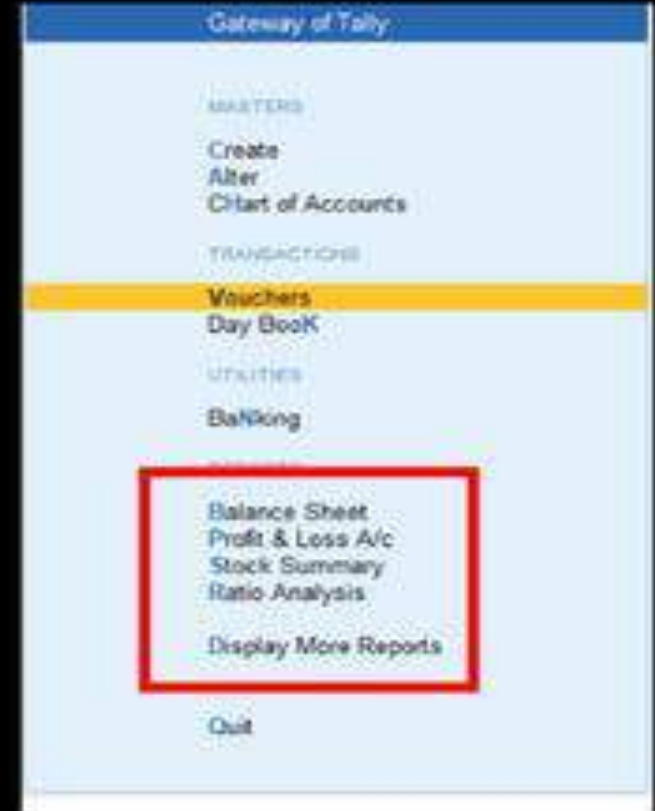 Gateway of Tally
MASTERS
Create
Alter
CHart of Accounts
TRANSACTIONS
Vouchers
Day BooK
UTILITIES
BaNking
Balance Sheet
Profit & Loss A/c
Stock Summary
Ratio Analysis
Display More Reports
Quit